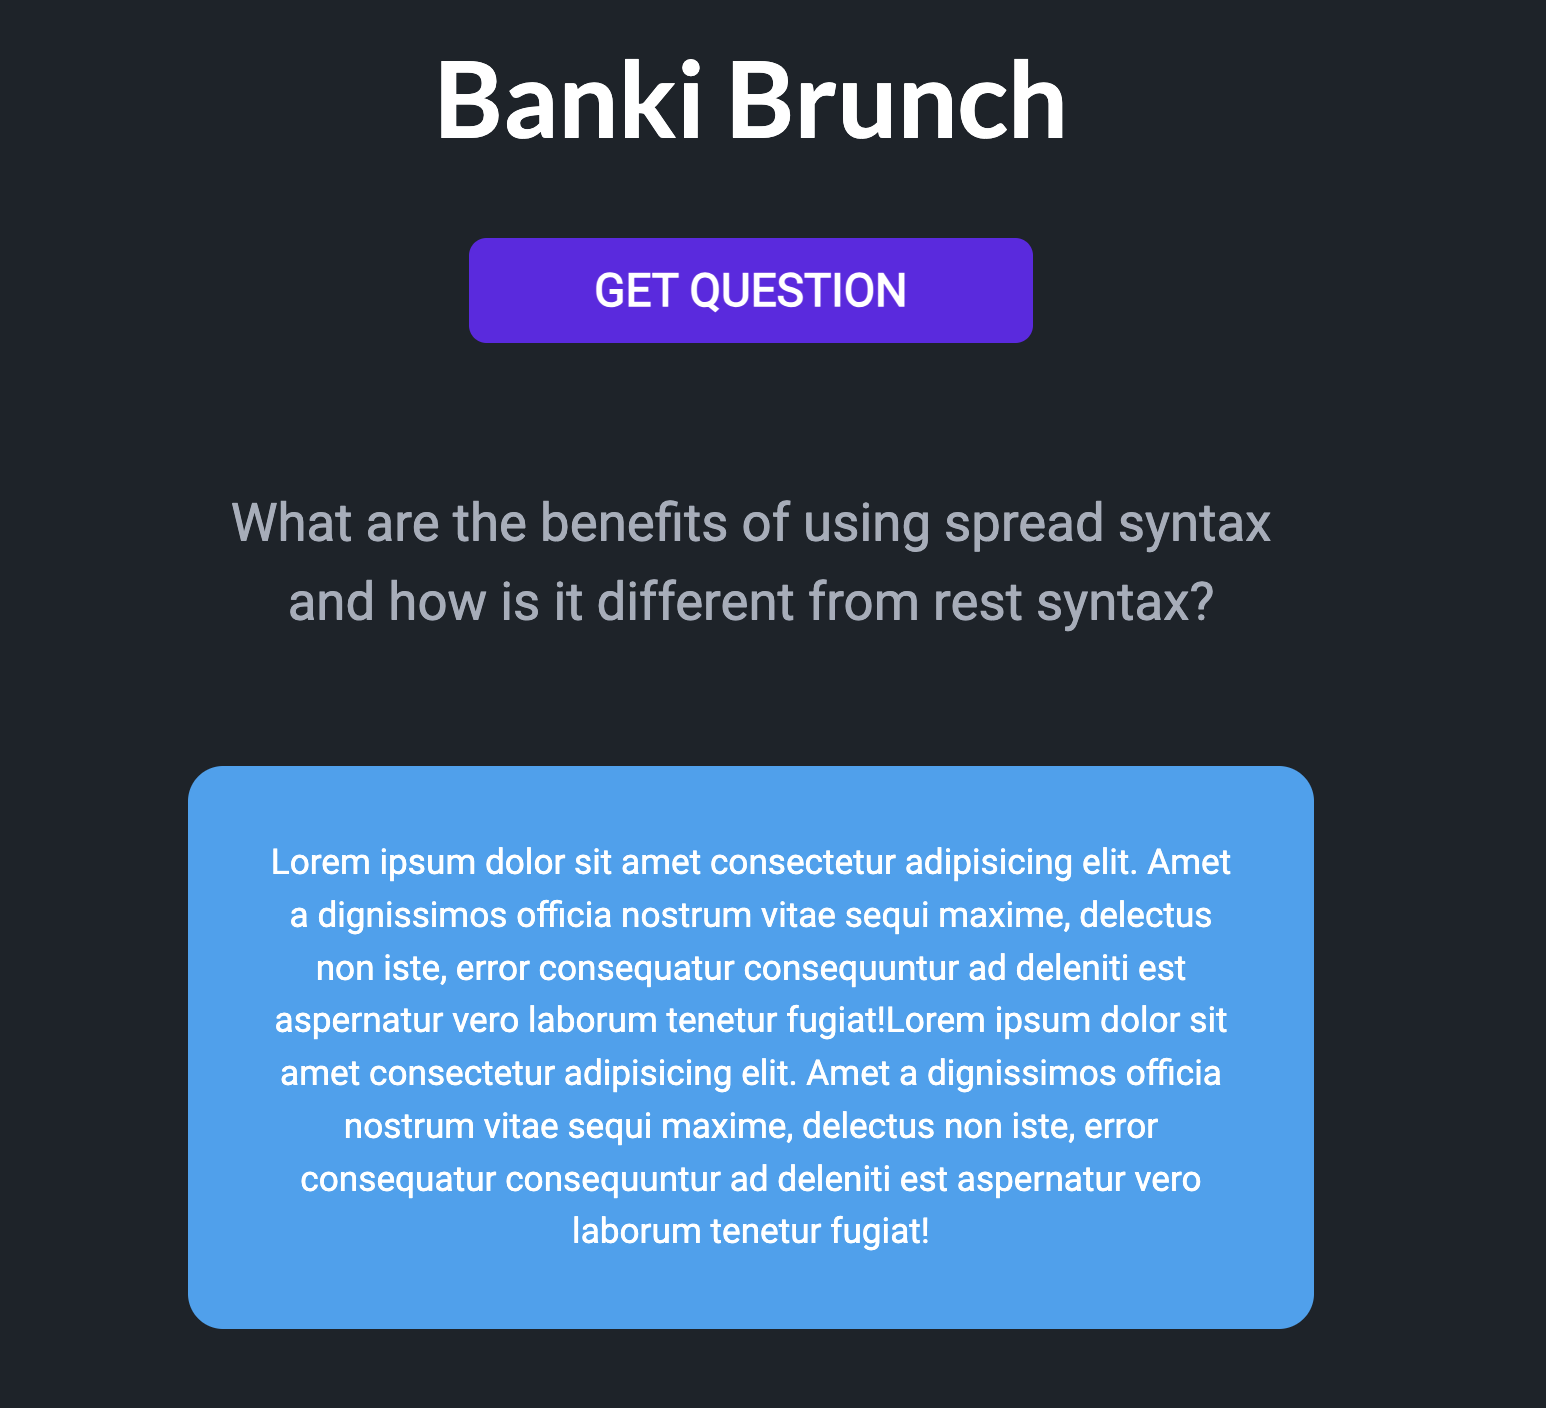 Banki Brunch
GET QUESTION
What are the benefits of using spread syntax
and how is it different from rest syntax?
Lorem ipsum dolor sit amet consectetur adipisicing elit. Amet
a dignissimos officia nostrum vitae sequi maxime, delectus
non iste, error consequatur consequuntur ad deleniti est
aspernatur vero laborum tenetur fugiat!Lorem ipsum dolor sit
amet consectetur adipisicing elit. Amet a dignissimos officia
nostrum vitae sequi maxime, delectus non iste, error
consequatur consequuntur ad deleniti est aspernatur vero
laborum tenetur fugiat!